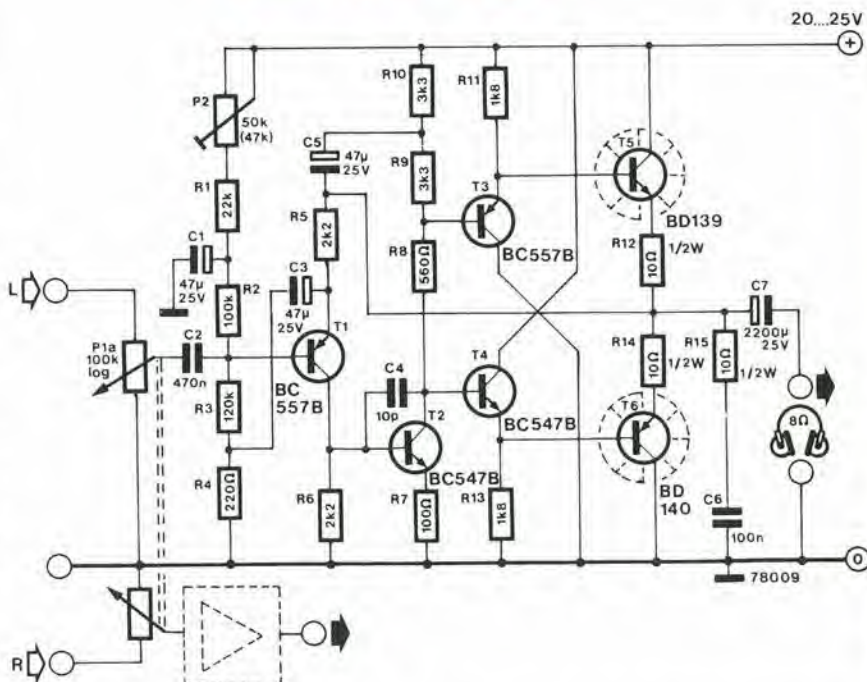 20....25V
+
R10
3k3
R11
1k8
P2
50k
(47k)
C5
47µ
25V
R9
3k3
T5
R1
22k
T3
BD139
R5
2k2
R8
560Ω
BC557B
R12
10Ω
1/2W
C1
47µ
25V
C3
47µ
25V
R2
100k
L
T1
C7
2200µ
25V
P1a
100k
log
C2
470n
R14
10Ω
1/2W
R15
10Ω
1/2W
BC
557B
C4
10p
T4
R3
120k
T2
BC547B
T6
8Ω
BC547B
R4
220Ω
R6
2k2
R7
100Ω
R13
1k8
BD
140
C6
100n
0
78009
R